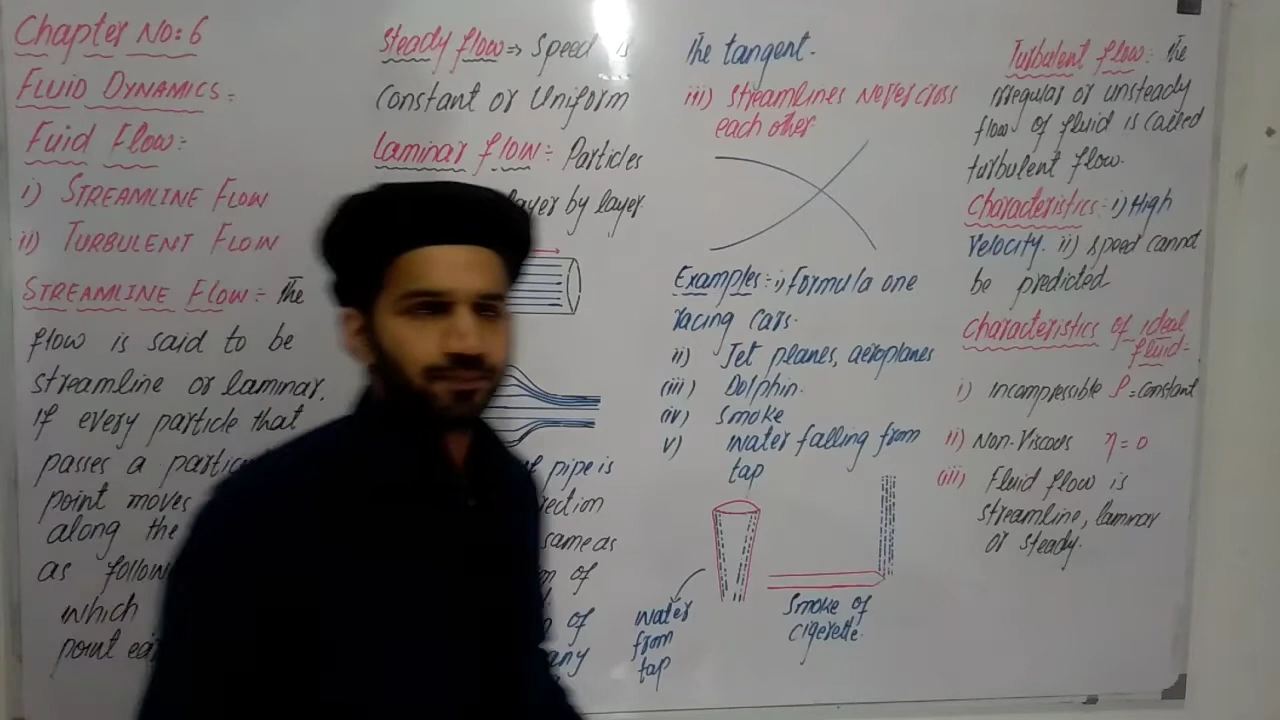 Chapter No: 6
FLUID DYNAMICS:
Fuid Flow:
i) STREAMLINE FLOW
ii) TURBULENT FLOW
STREAMLINE FLOW: The
flow is said to be
streamline or laminar,
if every particle that
passes a
point moves
along the
as follow
which
point
Steady flow => Speed is
Constant or Uniform
Laminar flow: Particles
layer by layer
pipe is
same as
of
of
any
the tangent.
iii) Streamlines never cross
each other.
Examples: i) Formula one
racing cars.
ii) Jet planes, aeroplanes
(iii) Dolphin.
(iv) Smoke
v) water falling from
tap
water
from
tap
Smoke of
cigerette.
Turbulent flow: The
irregular or unsteady
flow of fluid is called
turbulent flow.
Characteristics: i) High
velocity. ii) speed cannot
be predicted
Characteristics of ideal
fluid:
i) Incompressible ρ = constant
ii) Non-Viscous η = 0
(iii) Fluid flow is
streamline, laminar
or steady.